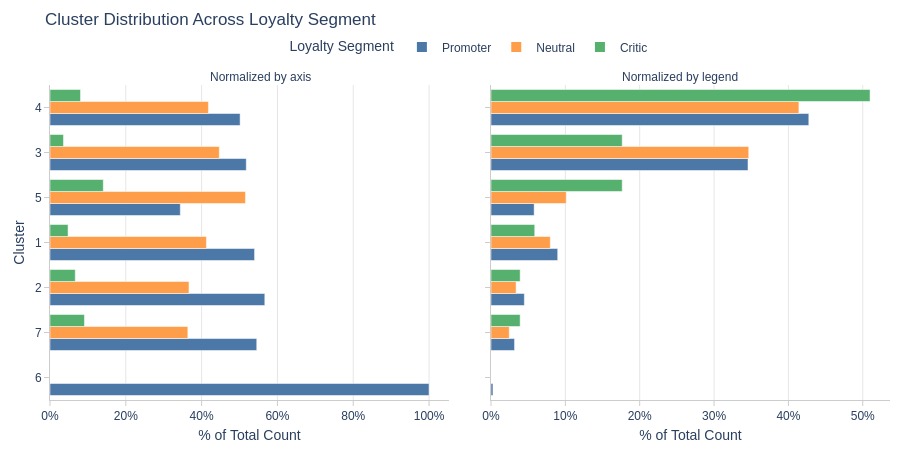 Cluster Distribution Across Loyalty Segment
Loyalty Segment Promoter Neutral Critic
Normalized by axis
Normalized by legend
Cluster
4
3
5
1
2
7
6
0% 20% 40% 60% 80% 100%
0% 10% 20% 30% 40% 50%
% of Total Count
% of Total Count